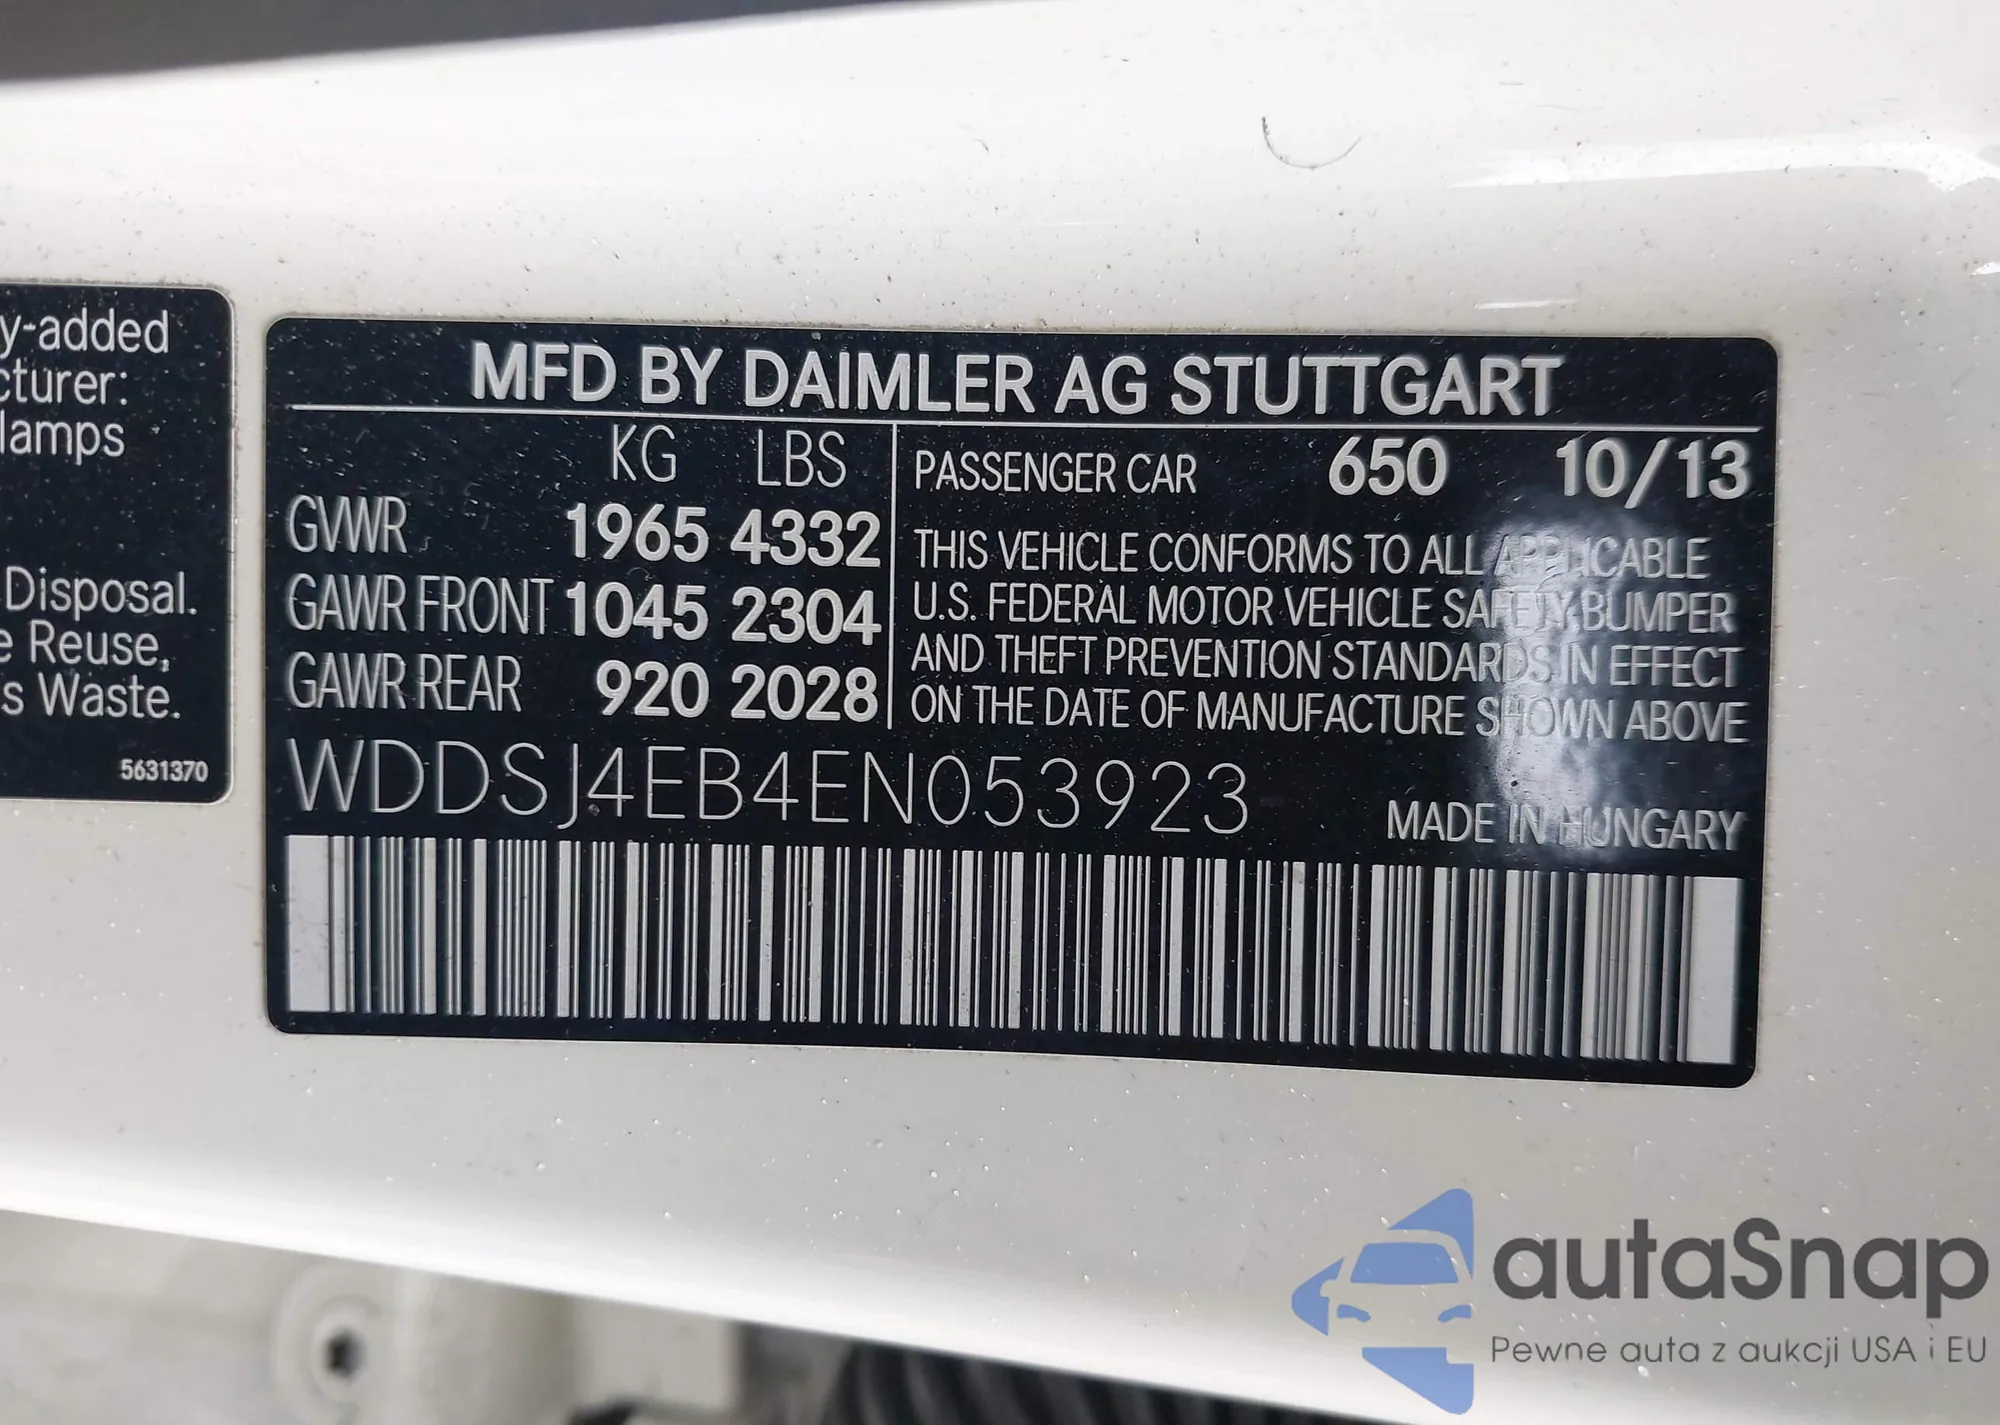 y-added
cturer:
lamps
Disposal.
e Reuse,
s Waste.
5631370
MFD BY DAIMLER AG STUTTGART
KG LBS
GVWR 1965 4332
GAWR FRONT 1045 2304
GAWR REAR 920 2028
PASSENGER CAR 650 10/13
THIS VEHICLE CONFORMS TO ALL APPLICABLE
U.S. FEDERAL MOTOR VEHICLE SAFETY, BUMPER
AND THEFT PREVENTION STANDARDS IN EFFECT
ON THE DATE OF MANUFACTURE SHOWN ABOVE
WDDSJ4EB4EN053923
MADE IN HUNGARY
autaSnap
Pewne auta z aukcji USA i EU